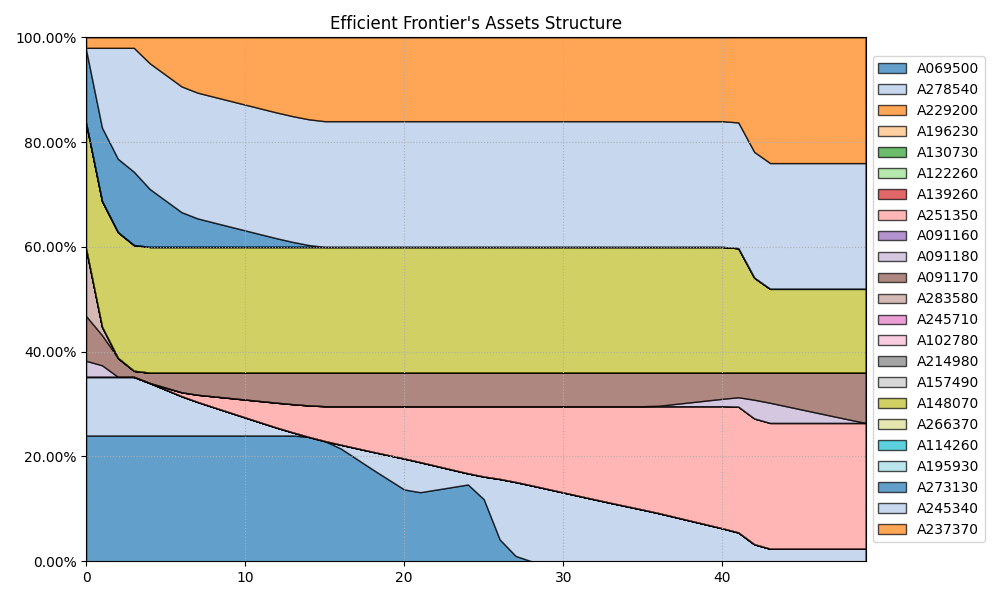 Efficient Frontier's Assets Structure
100.00%
80.00%
60.00%
40.00%
20.00%
0.00%
0
10
20
30
40
A069500
A278540
A229200
A196230
A130730
A122260
A139260
A251350
A091160
A091180
A091170
A283580
A245710
A102780
A214980
A157490
A148070
A266370
A114260
A195930
A273130
A245340
A237370